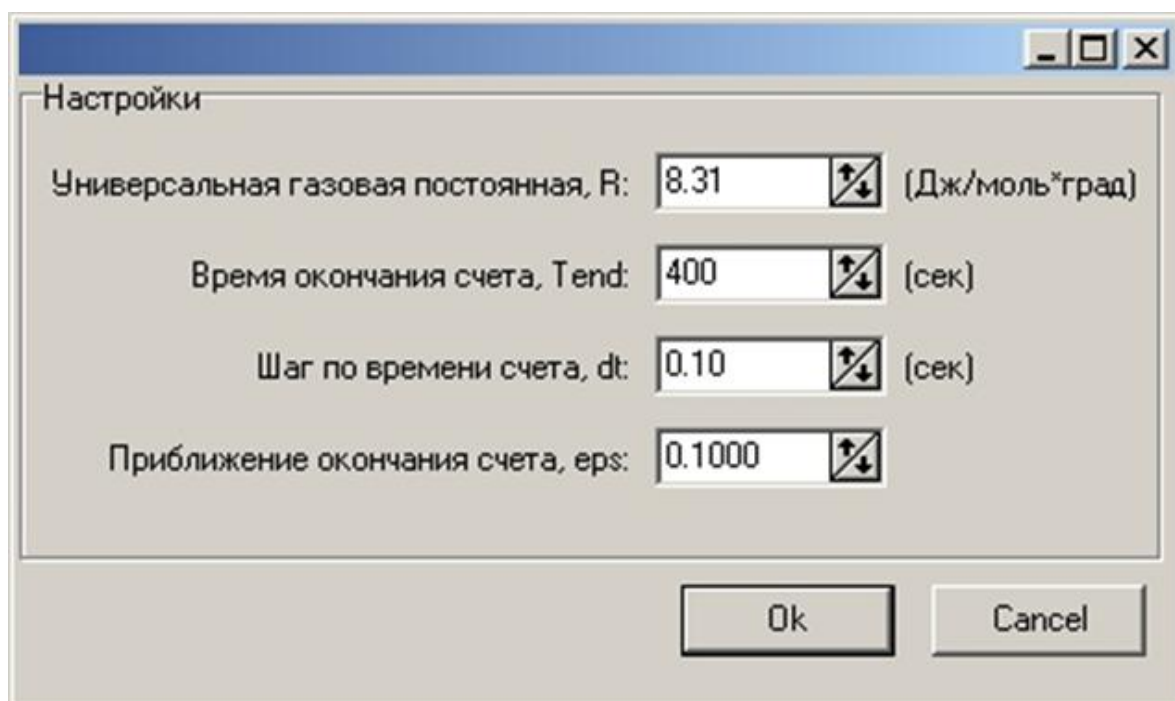 Настройки
Универсальная газовая постоянная, R: 8.31 (Дж/моль*град)
Время окончания счета, Tend: 400 (сек)
Шаг по времени счета, dt: 0.10 (сек)
Приближение окончания счета, eps: 0.1000
Ok Cancel